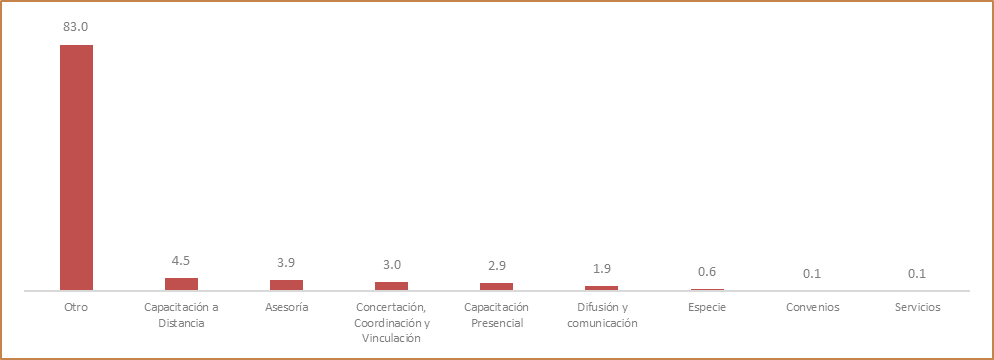 83.0
4.5
3.9
3.0
2.9
1.9
0.6
0.1
0.1
Otro
Capacitación a
Distancia
Asesoría
Concertación,
Coordinación y
Vinculación
Capacitación
Presencial
Difusión y
comunicación
Especie
Convenios
Servicios